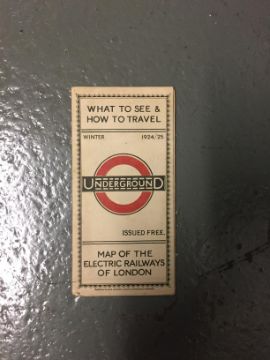 WHAT TO SEE &
HOW TO TRAVEL
WINTER 1924/25
UNDERGROUND
ISSUED FREE.
MAP OF THE
ELECTRIC RAILWAYS
OF LONDON